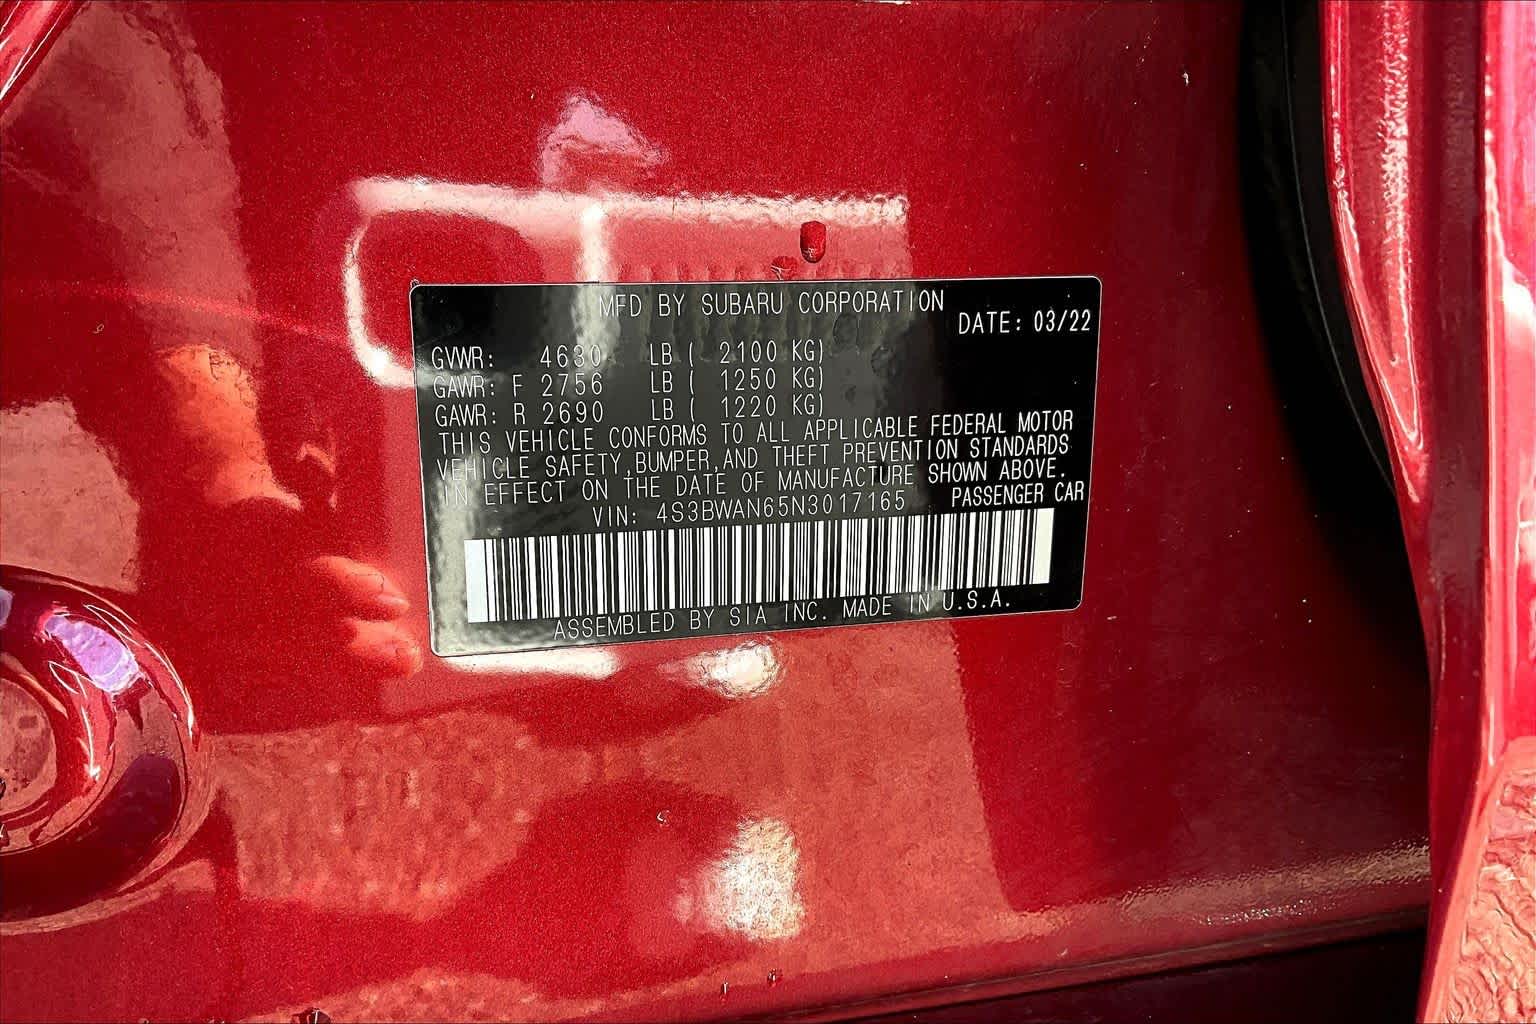 MFD BY SUBARU CORPORATION
DATE: 03/22
GVWR: 4630 LB ( 2100 KG)
GAWR: F 2756 LB ( 1250 KG)
GAWR: R 2690 LB ( 1220 KG)
THIS VEHICLE CONFORMS TO ALL APPLICABLE FEDERAL MOTOR
VEHICLE SAFETY,BUMPER,AND THEFT PREVENTION STANDARDS
IN EFFECT ON THE DATE OF MANUFACTURE SHOWN ABOVE.
VIN: 4S3BWAN65N3017165 PASSENGER CAR
ASSEMBLED BY SIA INC. MADE IN U.S.A.